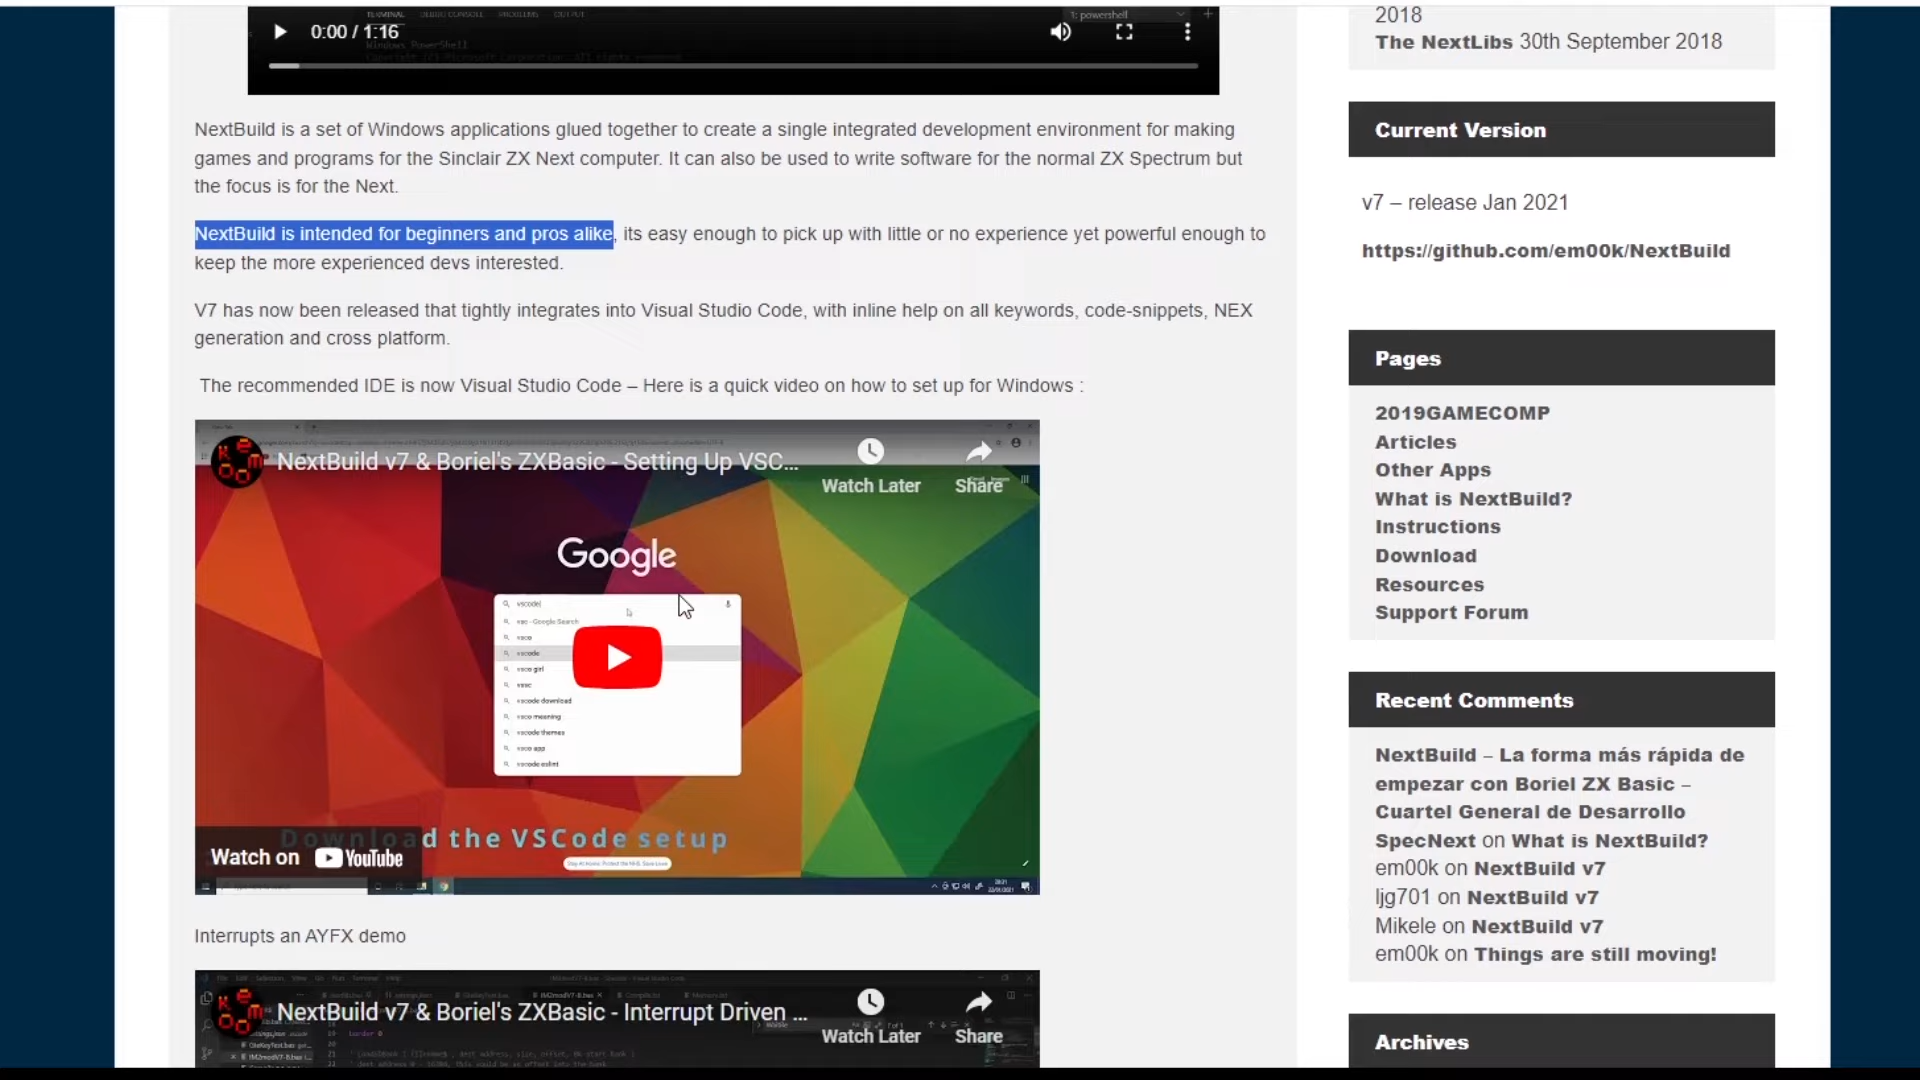 TERMINAL DEBUG CONSOLE PROBLEMS OUTPUT
1: powershell
0:00 / 1:16
Windows PowerShell
NextBuild is a set of Windows applications glued together to create a single integrated development environment for making
games and programs for the Sinclair ZX Next computer. It can also be used to write software for the normal ZX Spectrum but
the focus is for the Next.
NextBuild is intended for beginners and pros alike, its easy enough to pick up with little or no experience yet powerful enough to
keep the more experienced devs interested.
V7 has now been released that tightly integrates into Visual Studio Code, with inline help on all keywords, code-snippets, NEX
generation and cross platform.
The recommended IDE is now Visual Studio Code – Here is a quick video on how to set up for Windows :
NextBuild v7 & Boriel's ZXBasic - Setting Up VSC...
Watch Later
Share
Google
vscode
vsc - Google Search
vsco
vscode
vsco girl
vssc
vscode download
vsco meaning
vscode themes
vsco app
vscode eslint
Download the VSCode setup
Watch on YouTube
Interrupts an AYFX demo
NextBuild v7 & Boriel's ZXBasic - Interrupt Driven ...
Watch Later
Share
2018
The NextLibs 30th September 2018
Current Version
v7 – release Jan 2021
https://github.com/em00k/NextBuild
Pages
2019GAMECOMP
Articles
Other Apps
What is NextBuild?
Instructions
Download
Resources
Support Forum
Recent Comments
NextBuild – La forma más rápida de
empezar con Boriel ZX Basic –
Cuartel General de Desarrollo
SpecNext on What is NextBuild?
em00k on NextBuild v7
ljg701 on NextBuild v7
Mikele on NextBuild v7
em00k on Things are still moving!
Archives